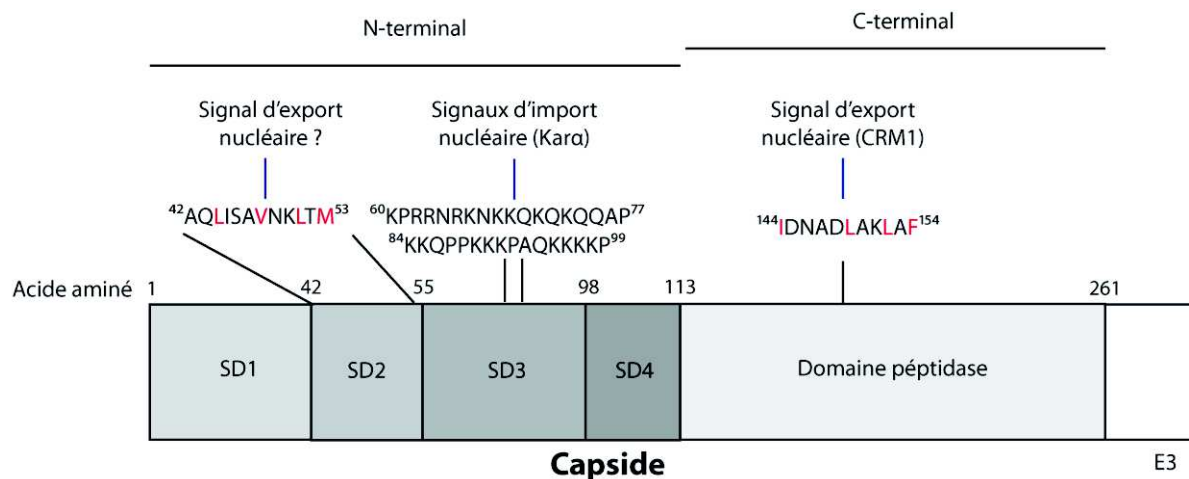 N-terminal
C-terminal
Signal d'export
nucléaire ?
Signaux d'import
nucléaire (Karα)
Signal d'export
nucléaire (CRM1)
⁴²AQLISAVNKLTM⁵³
⁶⁰KPRRNRKNKKQKQKQQAP⁷⁷
⁸⁴KKQPPKKKPAQKKKKP⁹⁹
¹⁴⁴IDNADLAKLAF¹⁵⁴
Acide aminé 1 42 55 98 113 261
SD1 SD2 SD3 SD4 Domaine péptidase
Capside
E3